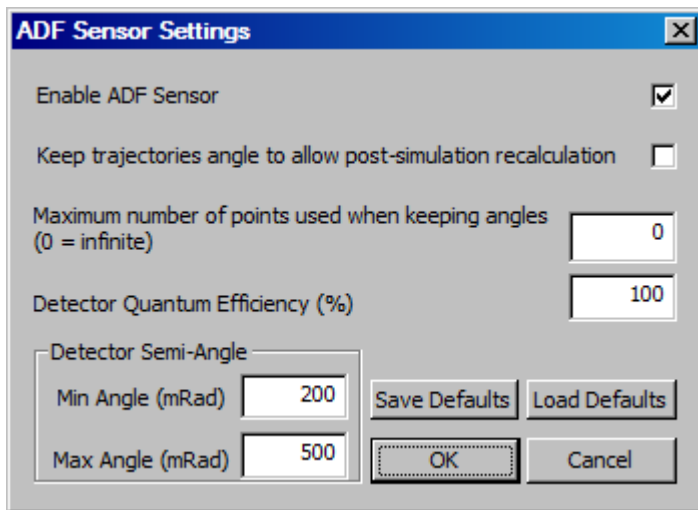 ADF Sensor Settings
Enable ADF Sensor
Keep trajectories angle to allow post-simulation recalculation
Maximum number of points used when keeping angles
(0 = infinite)
0
Detector Quantum Efficiency (%)
100
Detector Semi-Angle
Min Angle (mRad)
200
Save Defaults
Load Defaults
Max Angle (mRad)
500
OK
Cancel